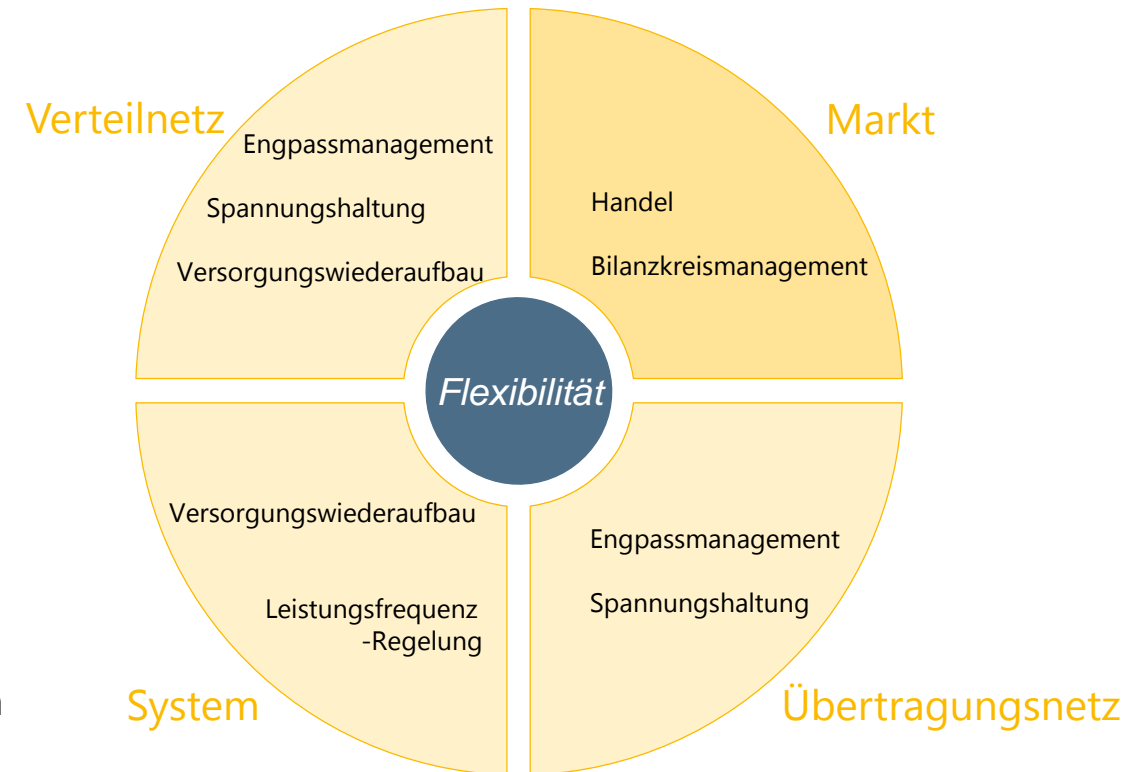 Verteilnetz
Engpassmanagement
Spannungshaltung
Versorgungswiederaufbau
Markt
Handel
Bilanzkreismanagement
Flexibilität
Versorgungswiederaufbau
Leistungsfrequenz
-Regelung
System
Engpassmanagement
Spannungshaltung
Übertragungsnetz